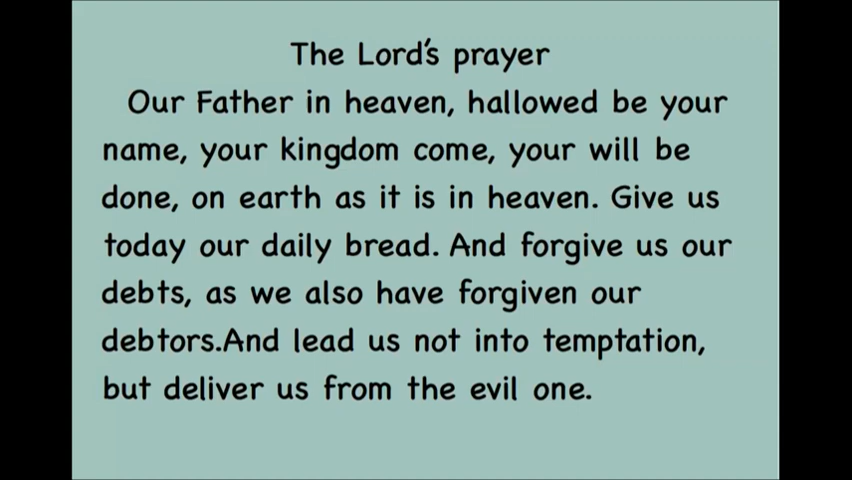 The Lord's prayer
Our Father in heaven, hallowed be your
name, your kingdom come, your will be
done, on earth as it is in heaven. Give us
today our daily bread. And forgive us our
debts, as we also have forgiven our
debtors.And lead us not into temptation,
but deliver us from the evil one.